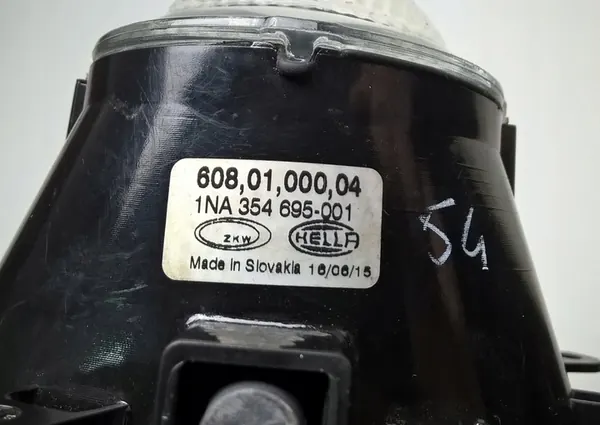 608,01,000,04
1NA 354 695-001
ZKW HELLA
Made in Slovakia 16/06/15
54